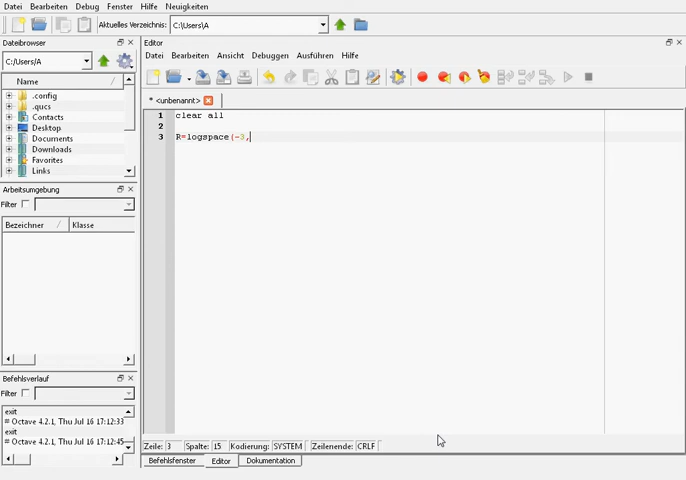 Datei Bearbeiten Debug Fenster Hilfe Neuigkeiten
Aktuelles Verzeichnis: C:\Users\A
Dateibrowser
C:/Users/A
Name
.config
.qucs
Contacts
Desktop
Documents
Downloads
Favorites
Links
Arbeitsumgebung
Filter
Bezeichner Klasse
Befehlsverlauf
Filter
exit
# Octave 4.2.1, Thu Jul 16 17:12:33
exit
# Octave 4.2.1, Thu Jul 16 17:12:45
Editor
Datei Bearbeiten Ansicht Debuggen Ausführen Hilfe
* <unbenannt>
1 clear all
2
3 R=logspace(-3,
Zeile: 3 Spalte: 15 Kodierung: SYSTEM Zeilenende: CRLF
Befehlsfenster Editor Dokumentation